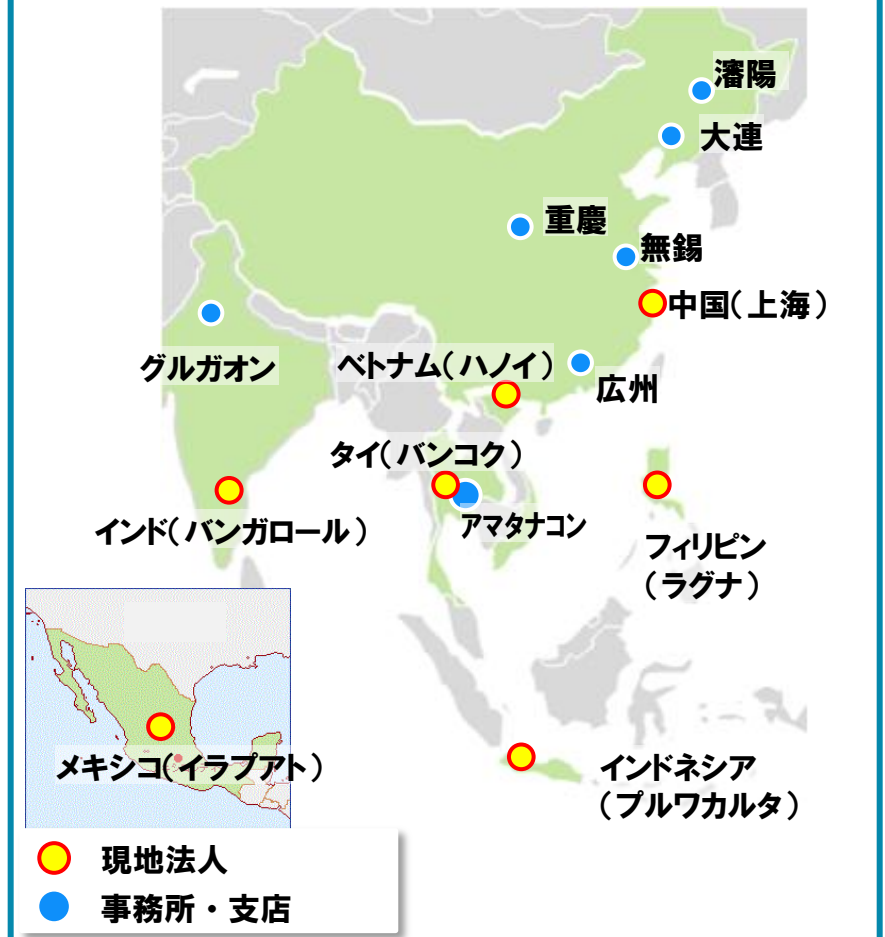 瀋陽
大連
重慶
無錫
中国(上海)
グルガオン
ベトナム(ハノイ)
広州
タイ(バンコク)
インド(バンガロール)
アマタナコン
フィリピン
(ラグナ)
メキシコ(イラプアト)
インドネシア
(プルワカルタ)
現地法人
事務所・支店